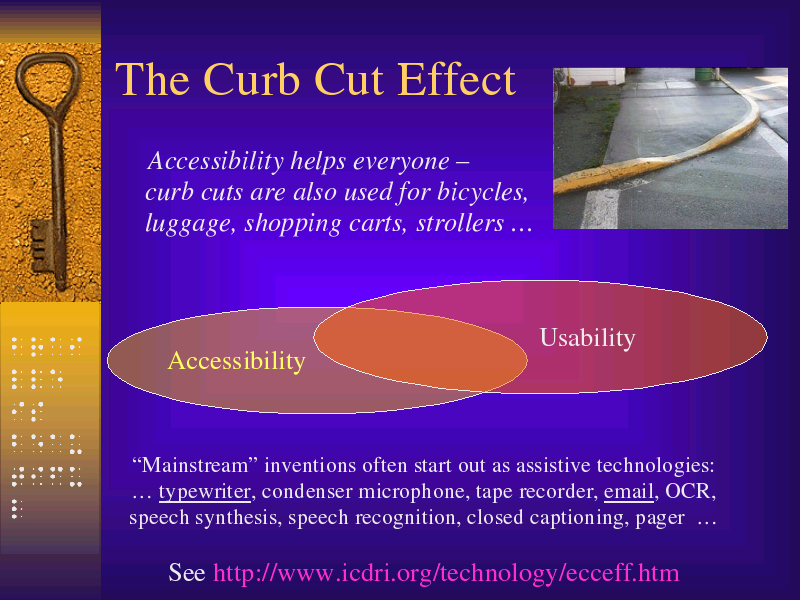 The Curb Cut Effect
Accessibility helps everyone –
curb cuts are also used for bicycles,
luggage, shopping carts, strollers …
Usability
Accessibility
“Mainstream” inventions often start out as assistive technologies:
… typewriter, condenser microphone, tape recorder, email, OCR,
speech synthesis, speech recognition, closed captioning, pager …
See http://www.icdri.org/technology/ecceff.htm